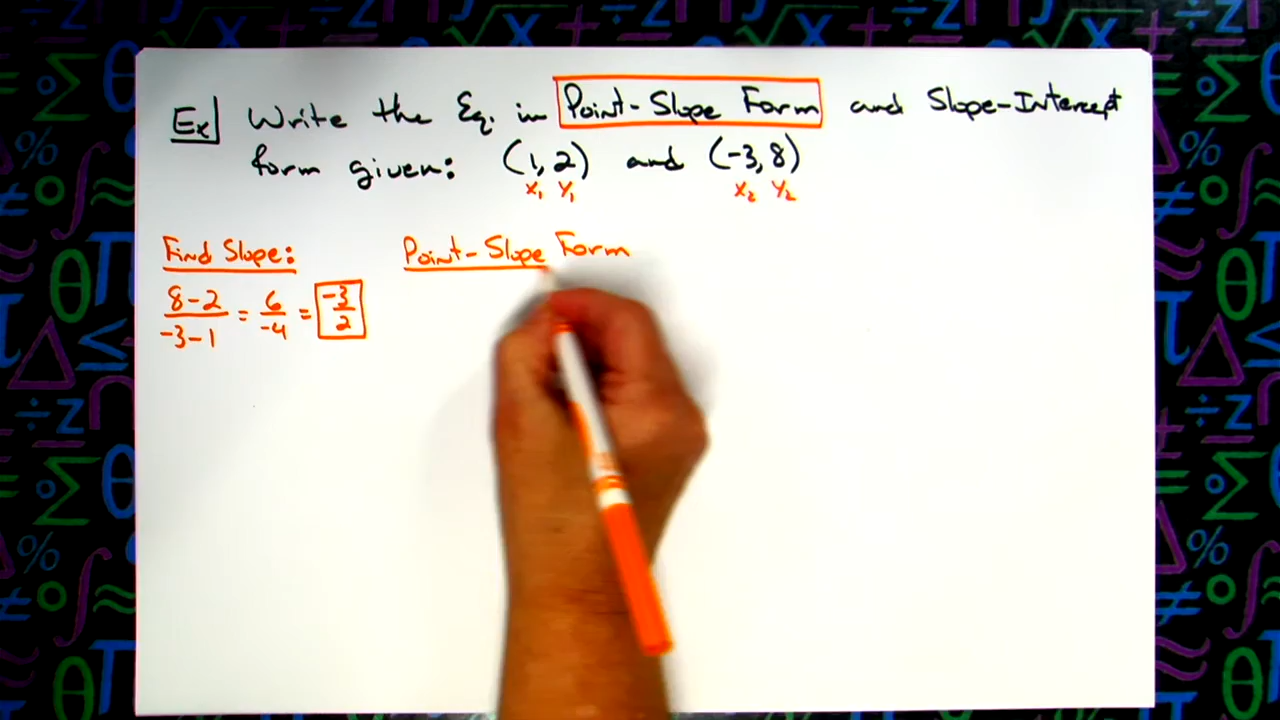 Ex Write the Eq. in Point-Slope Form and Slope-Intercept
form given: (1, 2) and (-3, 8)
x₁ y₁ x₂ y₂
Find Slope: Point-Slope Form
8-2/-3-1 = 6/-4 = -3/2